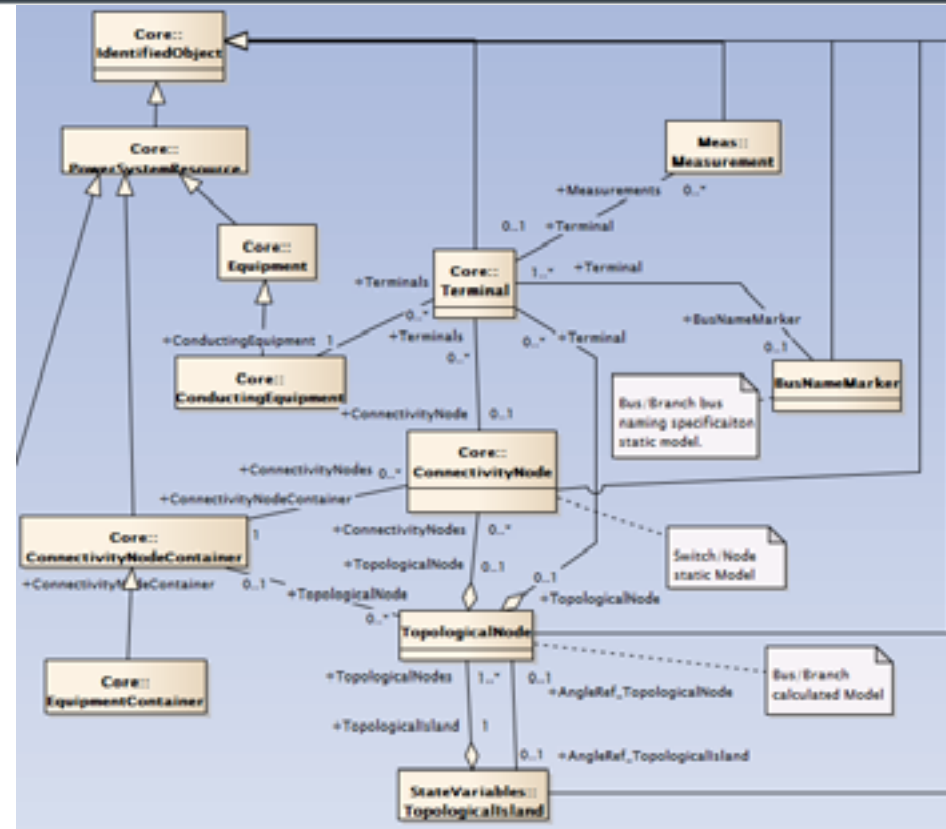 Core::
IdentifiedObject
Core::
PowerSystemResource
Meas::
Measurement
+Measurements 0..*
0..1 +Terminal
Core::
Equipment
Core::
Terminal
1..* +Terminal
+Terminals
0..*
+BusNameMarker
0..1
+ConductingEquipment 1
+Terminals
0..*
0..* +Terminal
Core::
ConductingEquipment
BusNameMarker
Bus/Branch bus
naming specificaiton
static model.
+ConnectivityNode 0..1
Core::
ConnectivityNode
+ConnectivityNodes 0..*
+ConnectivityNodeContainer
1
Core::
ConnectivityNodeContainer
+ConnectivityNodes 0..*
Switch/Node
static Model
+TopologicalNode 0..1
+ConnectivityNodeContainer 0..1
+TopologicalNode
0..*
0..1
+TopologicalNode
TopologicalNode
Core::
EquipmentContainer
+TopologicalNodes 1..*
0..1
+AngleRef_TopologicalNode
Bus/Branch
calculated Model
+TopologicalIsland 1
0..1 +AngleRef_TopologicalIsland
StateVariables::
TopologicalIsland